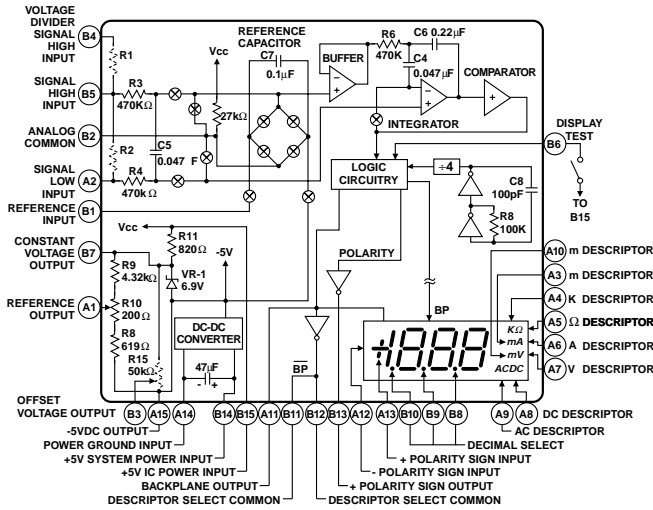 VOLTAGE
DIVIDER
SIGNAL
HIGH
INPUT
B4
SIGNAL
HIGH
INPUT
B5
ANALOG
COMMON
B2
SIGNAL
LOW
INPUT
A2
REFERENCE
INPUT
B1
CONSTANT
VOLTAGE
OUTPUT
B7
REFERENCE
OUTPUT
A1
R1
R3
470KΩ
R2
C5
0.047 F
R4
470kΩ
Vcc
27kΩ
REFERENCE
CAPACITOR
C7
0.1µF
BUFFER
R6
470K
C6 0.22µF
C4
0.047µF
COMPARATOR
INTEGRATOR
LOGIC
CIRCUITRY
÷4
C8
100pF
R8
100K
B6
DISPLAY
TEST
TO
B15
Vcc
R11
820Ω
-5V
VR-1
6.9V
R9
4.32kΩ
R10
200Ω
R8
619Ω
R15
50kΩ
DC-DC
CONVERTER
47µF
- +
POLARITY
BP
BP
KΩ
mA
mV
ACDC
A10 m DESCRIPTOR
A3 m DESCRIPTOR
A4 K DESCRIPTOR
A5 Ω DESCRIPTOR
A6 A DESCRIPTOR
A7 V DESCRIPTOR
B3 A15 A14 B14 B15 A11 B11 B12 B13 A12 A13 B10 B9 B8 A9 A8
OFFSET
VOLTAGE OUTPUT
-5VDC OUTPUT
POWER GROUND INPUT
+5V SYSTEM POWER INPUT
+5V IC POWER INPUT
BACKPLANE OUTPUT
DESCRIPTOR SELECT COMMON
DC DESCRIPTOR
AC DESCRIPTOR
DECIMAL SELECT
+ POLARITY SIGN INPUT
- POLARITY SIGN INPUT
+ POLARITY SIGN OUTPUT
DESCRIPTOR SELECT COMMON